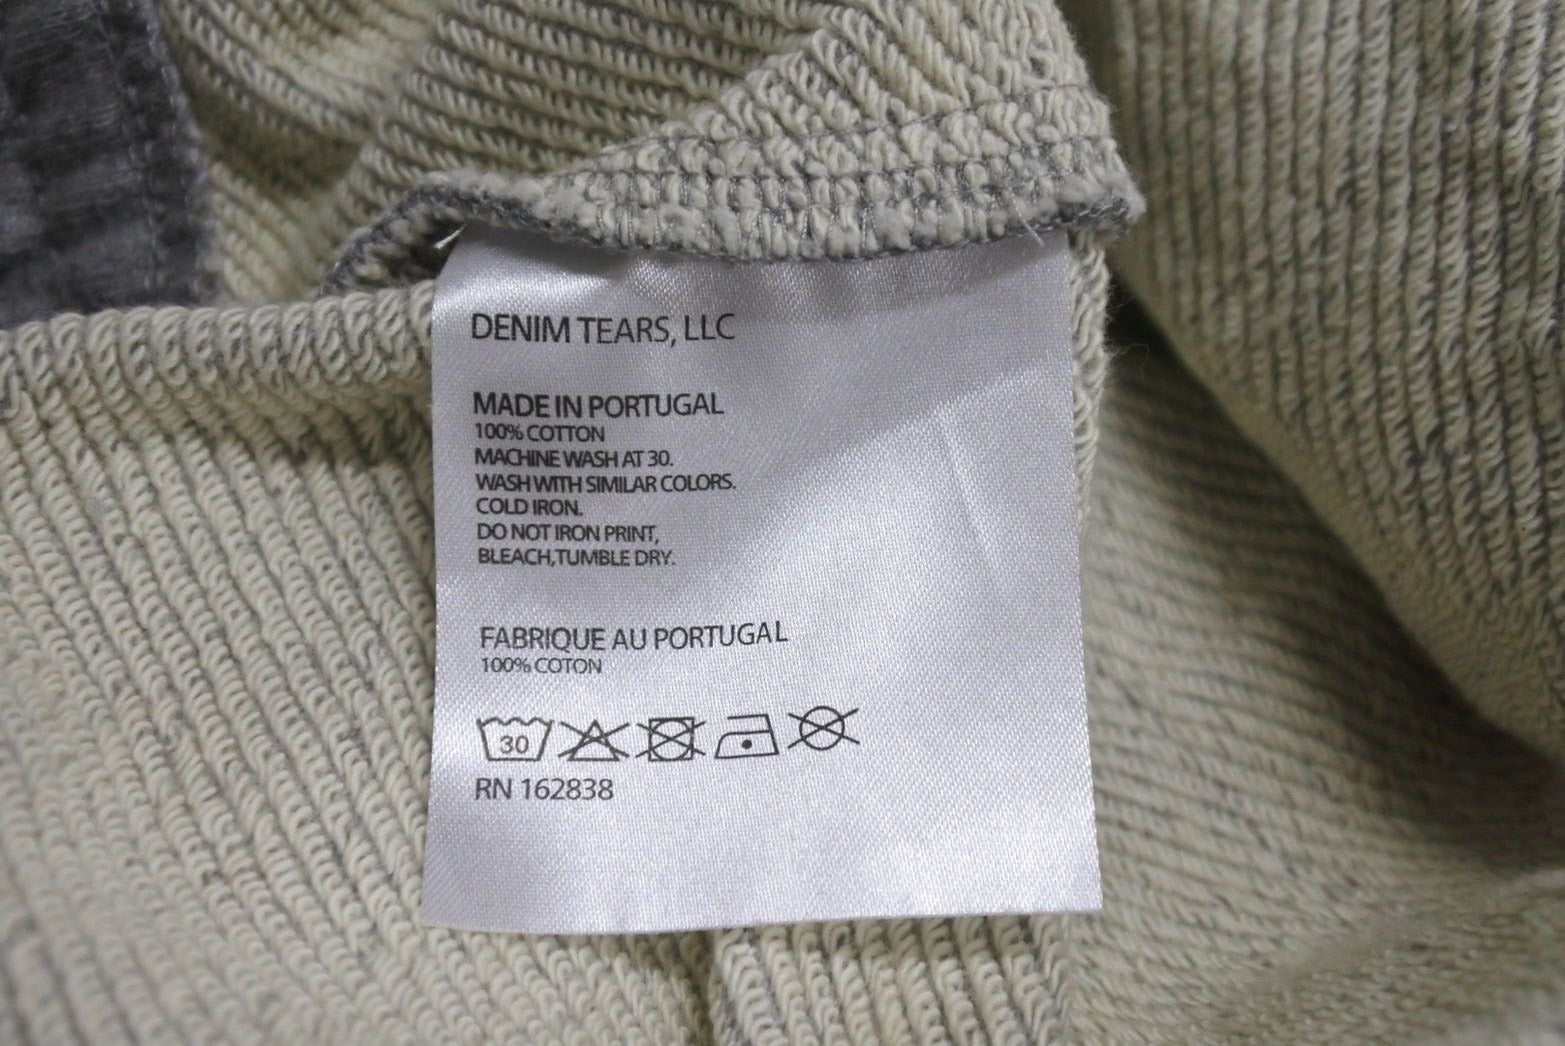 DENIM TEARS, LLC
MADE IN PORTUGAL
100% COTTON
MACHINE WASH AT 30.
WASH WITH SIMILAR COLORS.
COLD IRON.
DO NOT IRON PRINT,
BLEACH,TUMBLE DRY.
FABRIQUE AU PORTUGAL
100% COTON
30
RN 162838